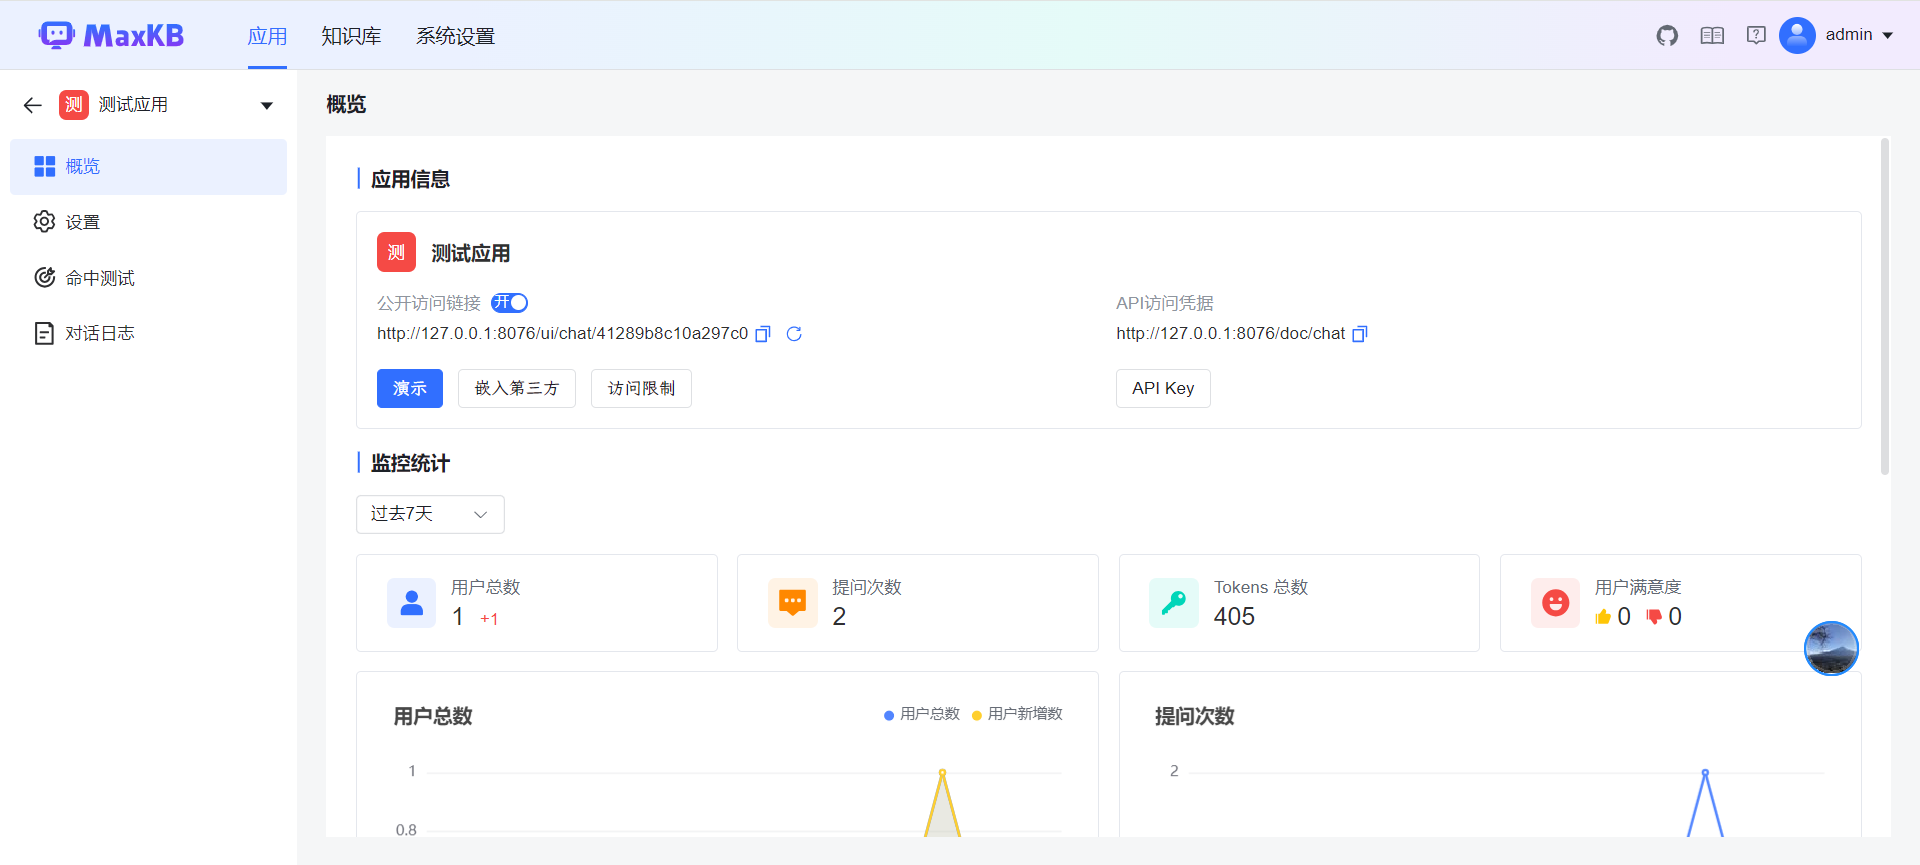 MaxKB 应用 知识库 系统设置 admin
测 测试应用
概览
设置
命中测试
对话日志
概览
应用信息
测 测试应用
公开访问链接 开
http://127.0.0.1:8076/ui/chat/41289b8c10a297c0
演示 嵌入第三方 访问限制
API访问凭据
http://127.0.0.1:8076/doc/chat
API Key
监控统计
过去7天
用户总数
1 +1
提问次数
2
Tokens 总数
405
用户满意度
0 0
用户总数 用户总数 用户新增数
1
0.8
提问次数
2